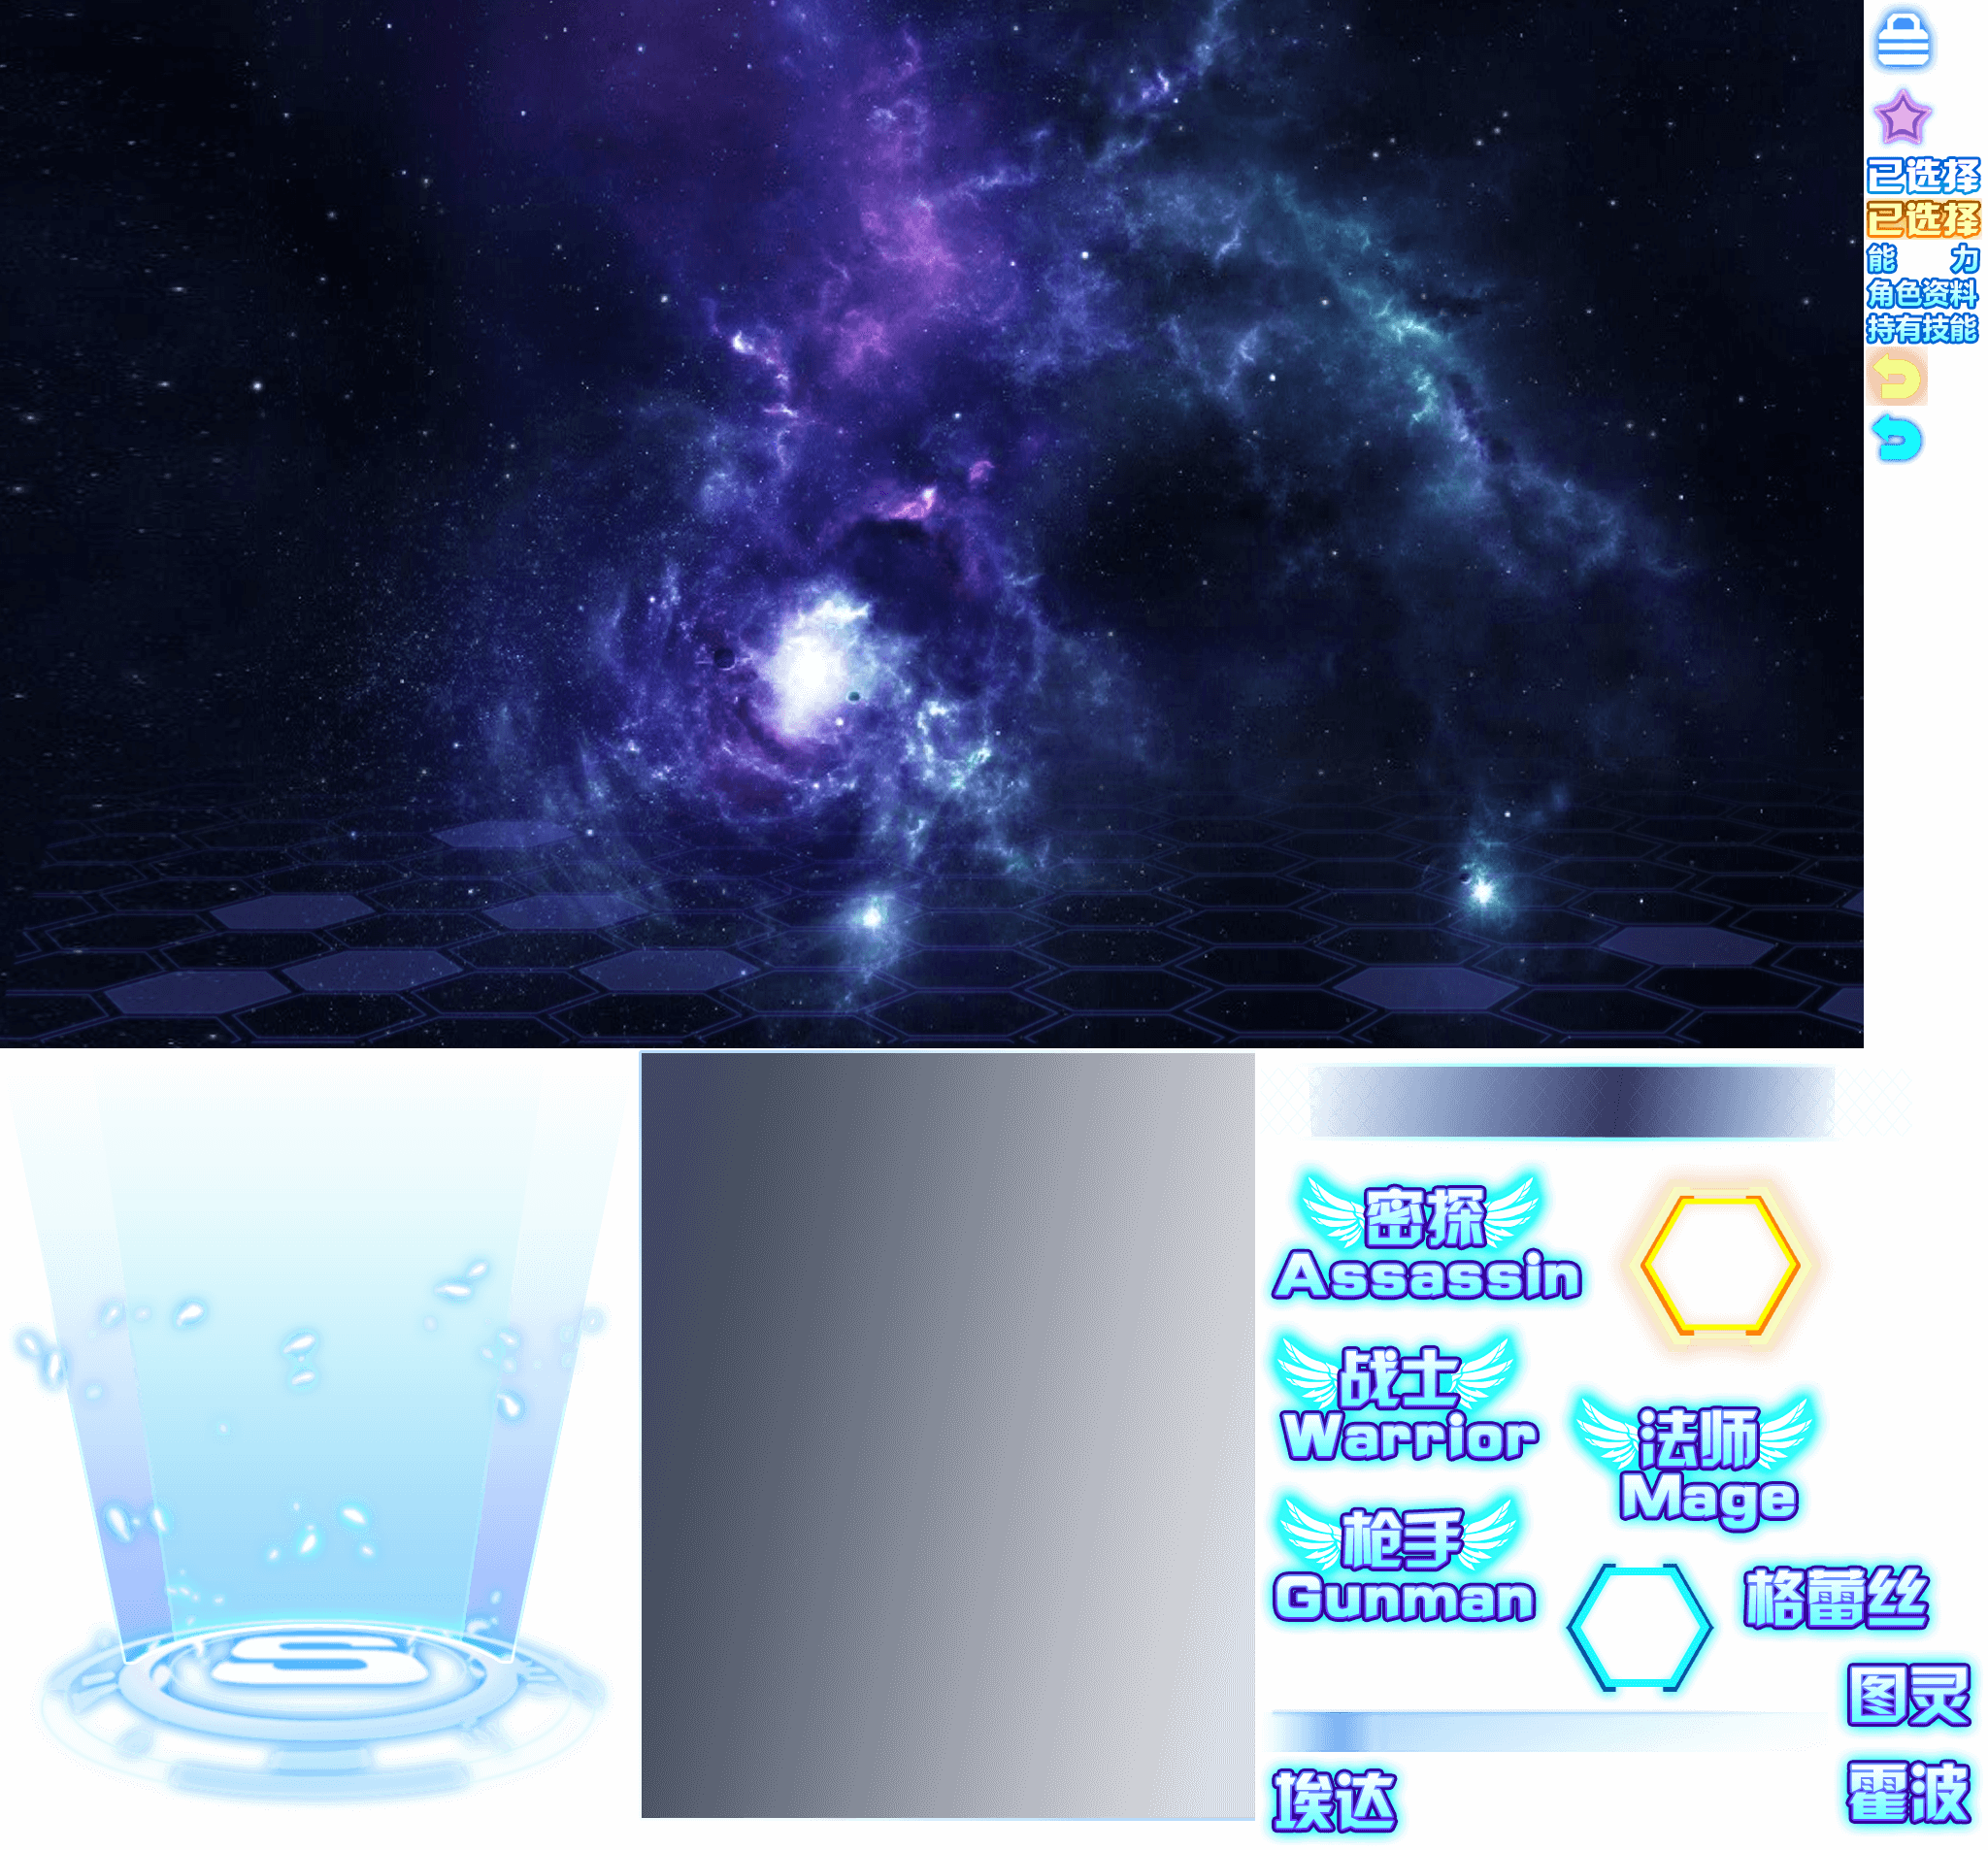 已选择
已选择
能 力
角色资料
持有技能
密探
Assassin
战士
Warrior
法师
Mage
枪手
Gunman
格蕾丝
图灵
霍波
埃达
S